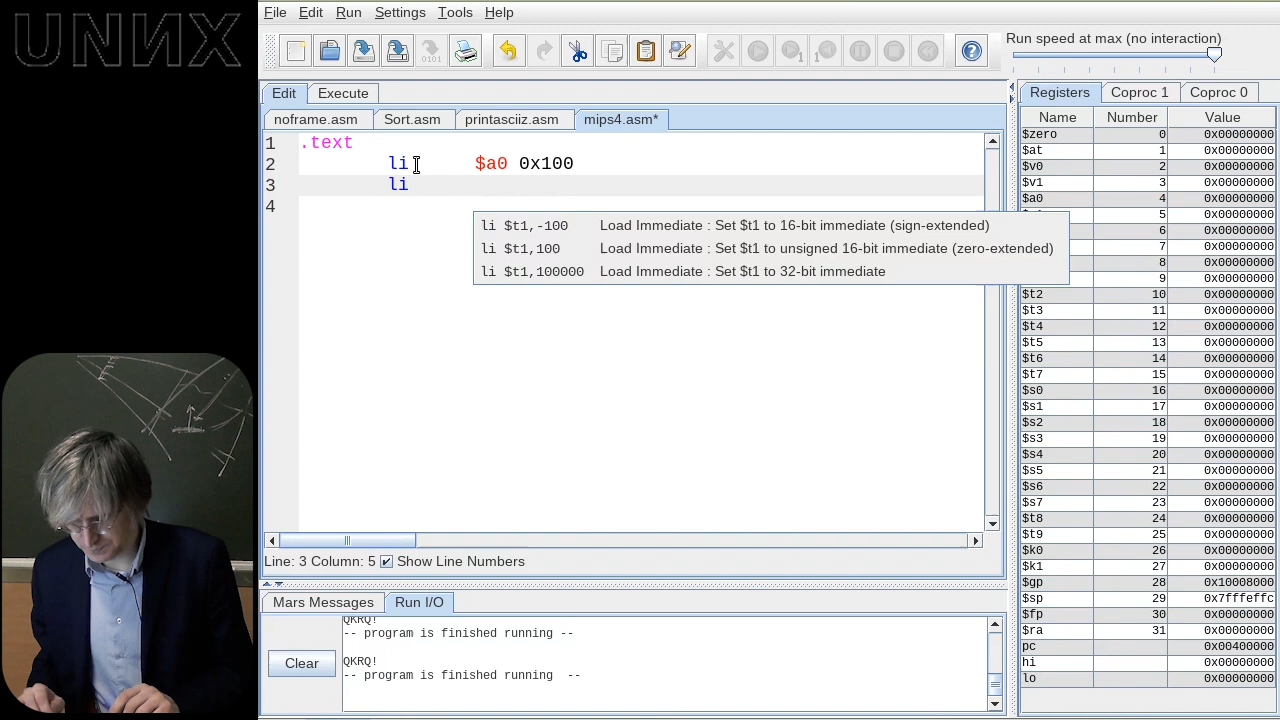 UNИX
File Edit Run Settings Tools Help
Run speed at max (no interaction)
Edit Execute
noframe.asm Sort.asm printasciiz.asm mips4.asm*
1 .text
2 li $a0 0x100
3 li
4
li $t1,-100 Load Immediate : Set $t1 to 16-bit immediate (sign-extended)
li $t1,100 Load Immediate : Set $t1 to unsigned 16-bit immediate (zero-extended)
li $t1,100000 Load Immediate : Set $t1 to 32-bit immediate
Line: 3 Column: 5 Show Line Numbers
Mars Messages Run I/O
Clear
QKRQ!
-- program is finished running --
QKRQ!
-- program is finished running --
Registers Coproc 1 Coproc 0
Name Number Value
$zero 0 0x00000000
$at 1 0x00000000
$v0 2 0x00000000
$v1 3 0x00000000
$a0 4 0x00000000
5 0x00000000
6 0x00000000
7 0x00000000
8 0x00000000
9 0x00000000
$t2 10 0x00000000
$t3 11 0x00000000
$t4 12 0x00000000
$t5 13 0x00000000
$t6 14 0x00000000
$t7 15 0x00000000
$s0 16 0x00000000
$s1 17 0x00000000
$s2 18 0x00000000
$s3 19 0x00000000
$s4 20 0x00000000
$s5 21 0x00000000
$s6 22 0x00000000
$s7 23 0x00000000
$t8 24 0x00000000
$t9 25 0x00000000
$k0 26 0x00000000
$k1 27 0x00000000
$gp 28 0x10008000
$sp 29 0x7fffeffc
$fp 30 0x00000000
$ra 31 0x00000000
pc 0x00400000
hi 0x00000000
lo 0x00000000